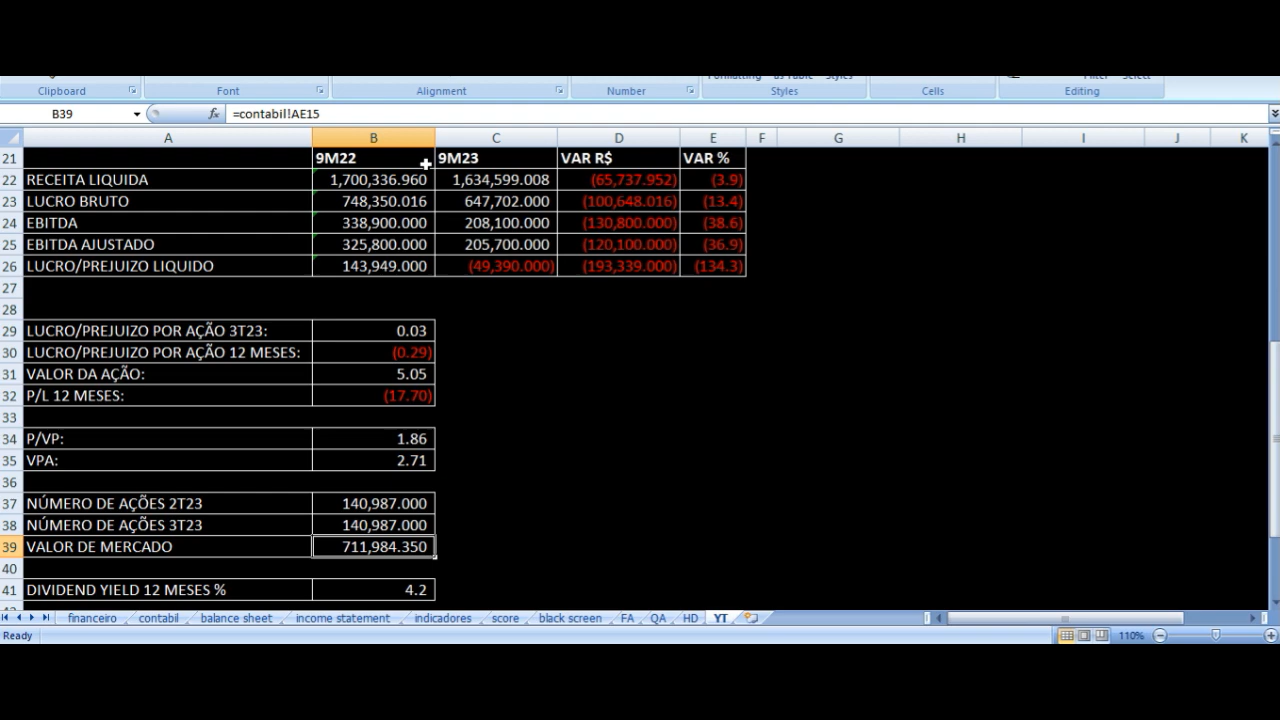 Clipboard Font Alignment Number Styles Cells Editing
B39 fx =contabil!AE15
A B C D E F G H I J K
21 9M22 9M23 VAR R$ VAR %
22 RECEITA LIQUIDA 1,700,336.960 1,634,599.008 (65,737.952) (3.9)
23 LUCRO BRUTO 748,350.016 647,702.000 (100,648.016) (13.4)
24 EBITDA 338,900.000 208,100.000 (130,800.000) (38.6)
25 EBITDA AJUSTADO 325,800.000 205,700.000 (120,100.000) (36.9)
26 LUCRO/PREJUIZO LIQUIDO 143,949.000 (49,390.000) (193,339.000) (134.3)
27
28
29 LUCRO/PREJUIZO POR AÇÃO 3T23: 0.03
30 LUCRO/PREJUIZO POR AÇÃO 12 MESES: (0.29)
31 VALOR DA AÇÃO: 5.05
32 P/L 12 MESES: (17.70)
33
34 P/VP: 1.86
35 VPA: 2.71
36
37 NÚMERO DE AÇÕES 2T23 140,987.000
38 NÚMERO DE AÇÕES 3T23 140,987.000
39 VALOR DE MERCADO 711,984.350
40
41 DIVIDEND YIELD 12 MESES % 4.2
financeiro contabil balance sheet income statement indicadores score black screen FA QA HD YT
Ready 110%